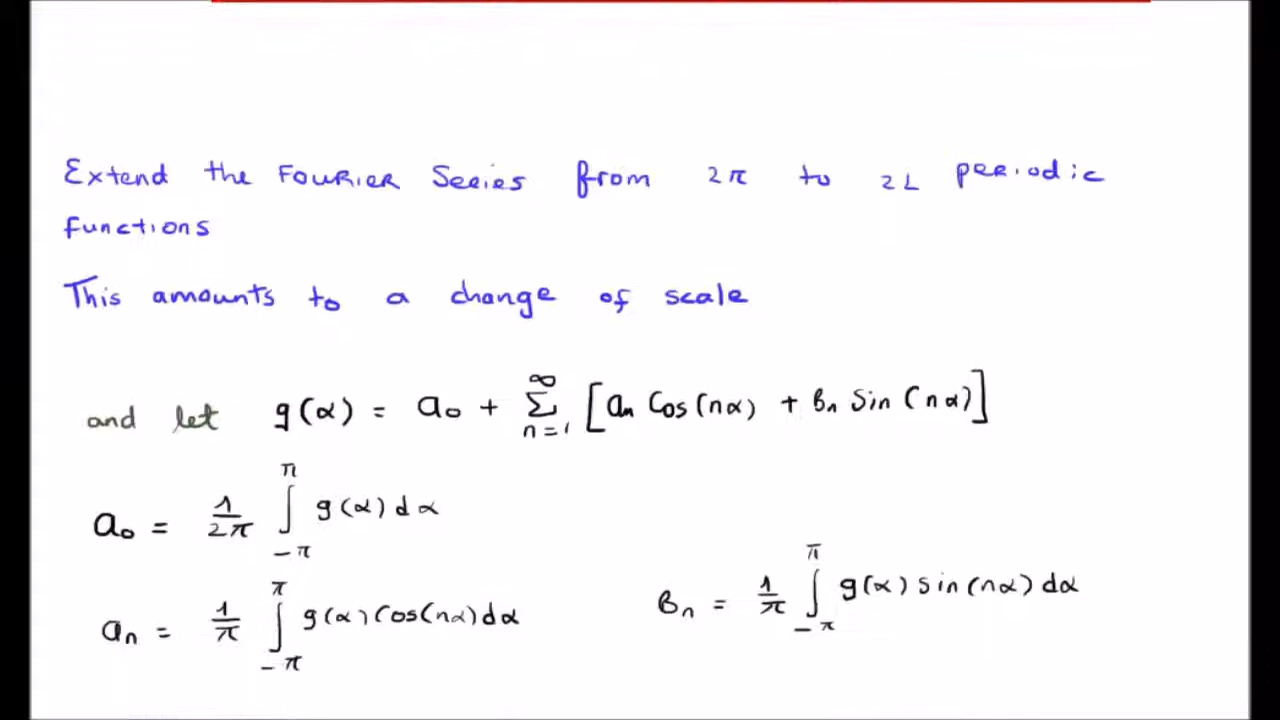 Extend the Fourier Series from 2π to 2L periodic
functions
This amounts to a change of scale
and let g(α) = a₀ + ∑_{n=1}^{∞} [aₙ Cos(nα) + Bₙ Sin(nα)]
a₀ = 1/2π ∫_{-π}^{π} g(α) dα
aₙ = 1/π ∫_{-π}^{π} g(α) Cos(nα) dα
Bₙ = 1/π ∫_{-π}^{π} g(α) sin(nα) dα